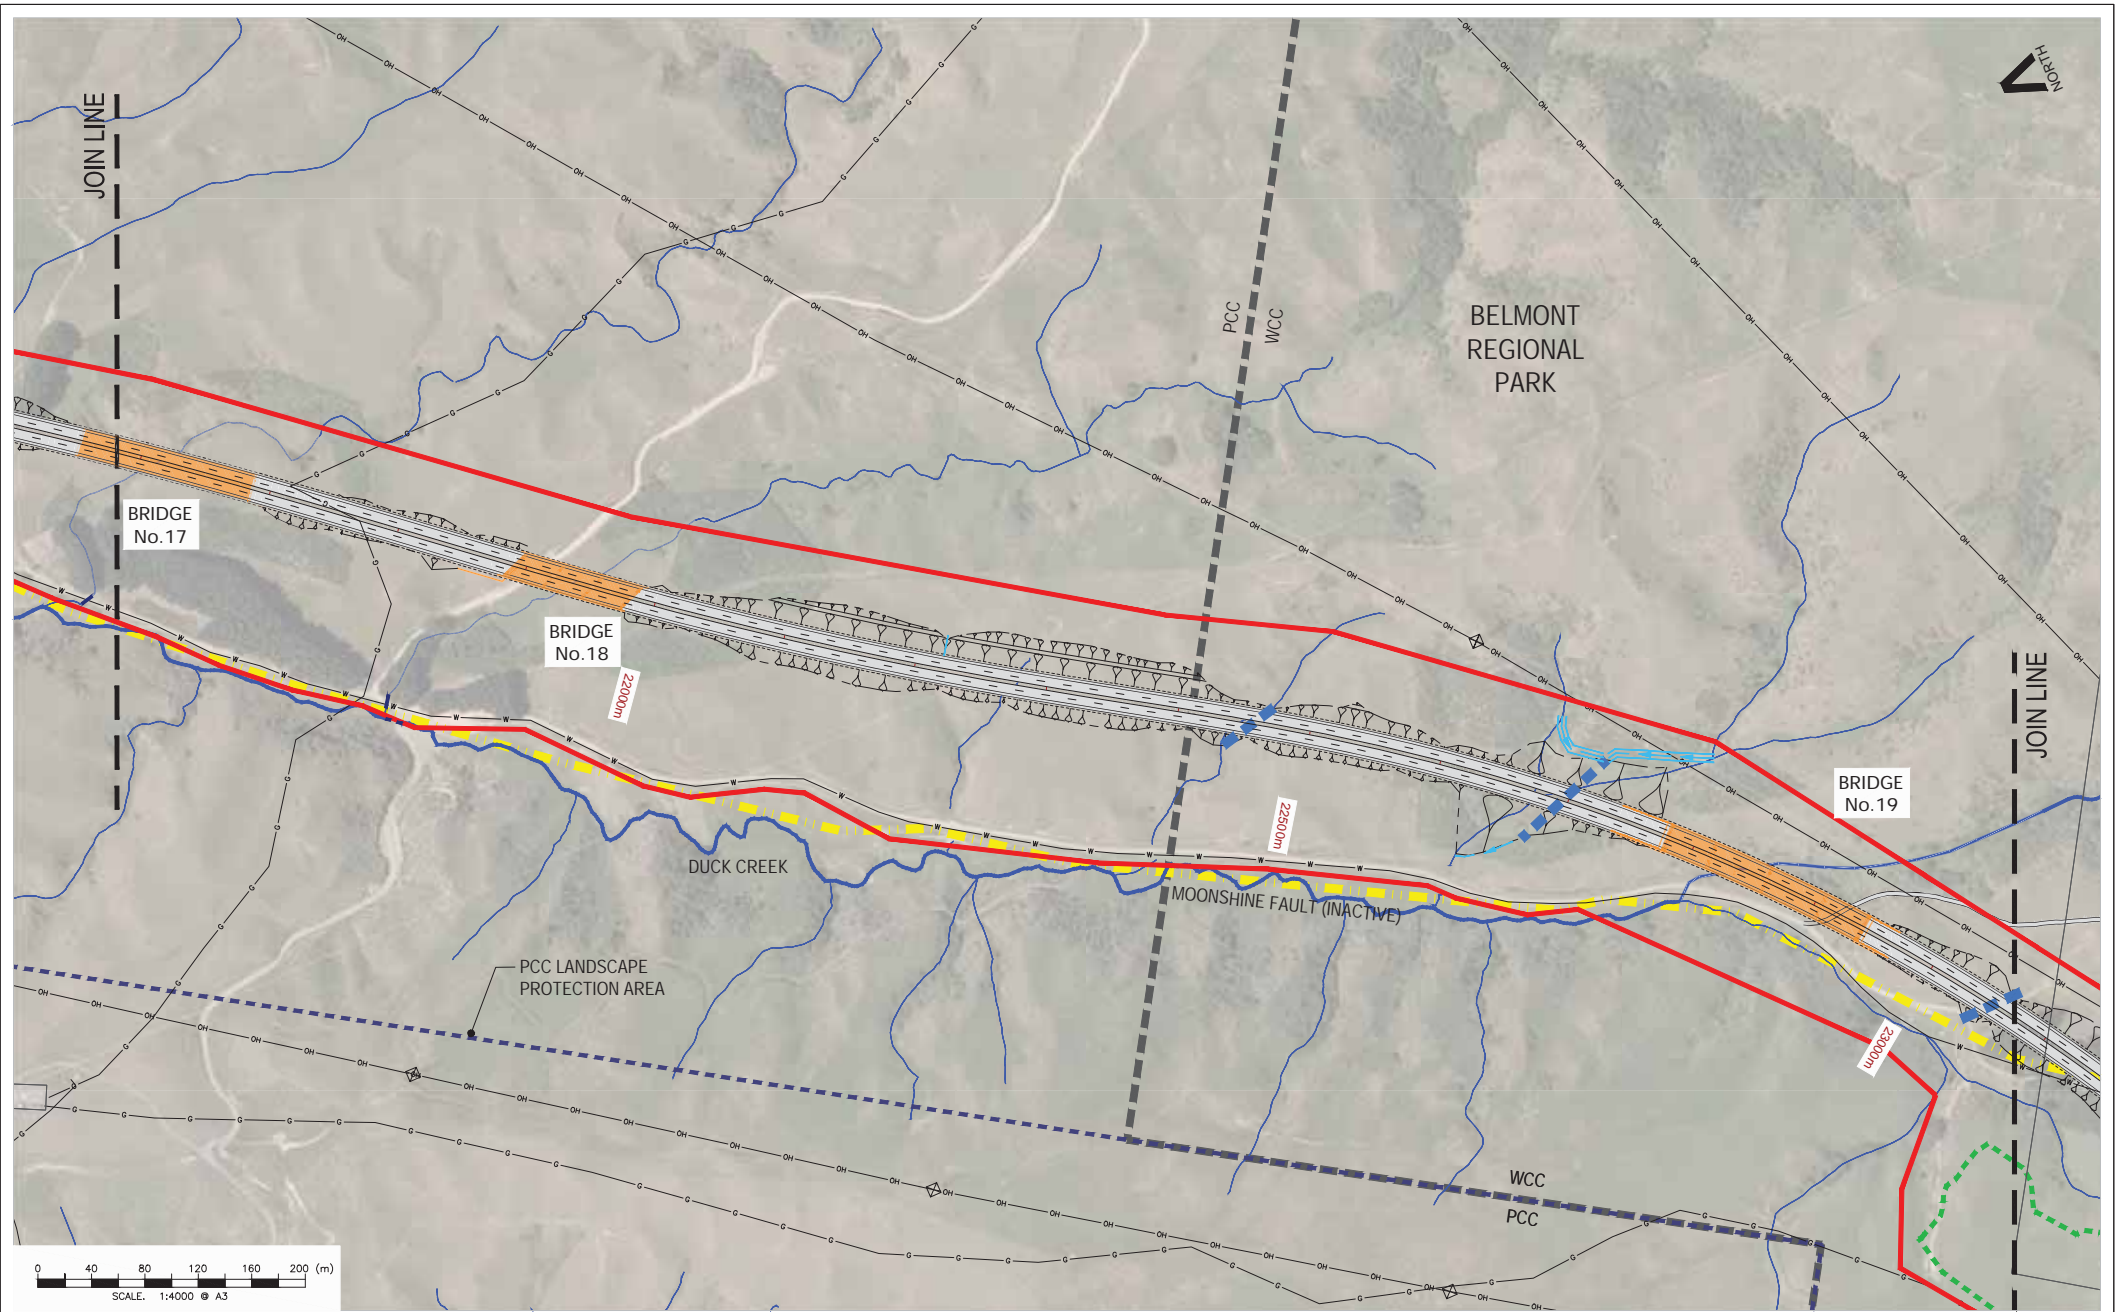 JOIN LINE
NORTH
PCC
WCC
BELMONT
REGIONAL
PARK
BRIDGE
No.17
BRIDGE
No.18
22000m
JOIN LINE
BRIDGE
No.19
22500m
DUCK CREEK
MOONSHINE FAULT (INACTIVE)
PCC LANDSCAPE
PROTECTION AREA
23000m
WCC
PCC
0 40 80 120 160 200 (m)
SCALE. 1:4000 @ A3